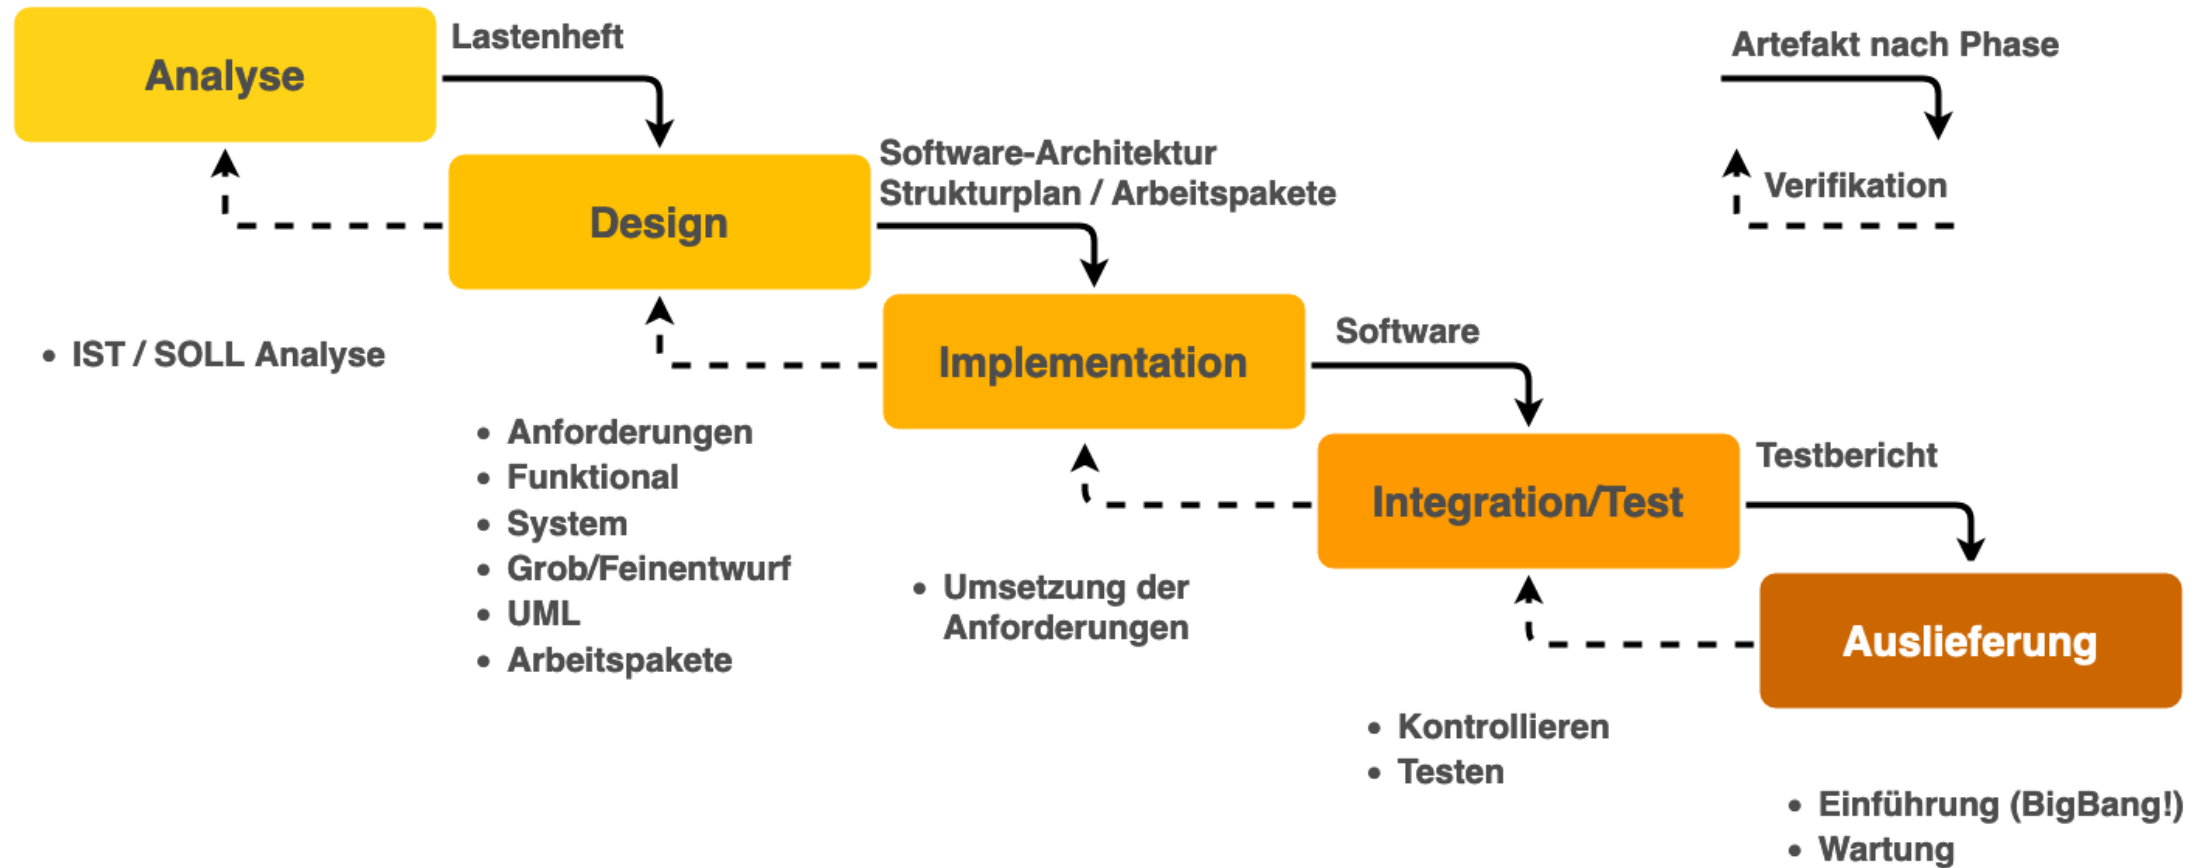 Analyse
Lastenheft
Artefakt nach Phase
Verifikation
Design
Software-Architektur
Strukturplan / Arbeitspakete
• IST / SOLL Analyse
Implementation
Software
• Anforderungen
• Funktional
• System
• Grob/Feinentwurf
• UML
• Arbeitspakete
Integration/Test
Testbericht
• Umsetzung der
Anforderungen
Auslieferung
• Kontrollieren
• Testen
• Einführung (BigBang!)
• Wartung